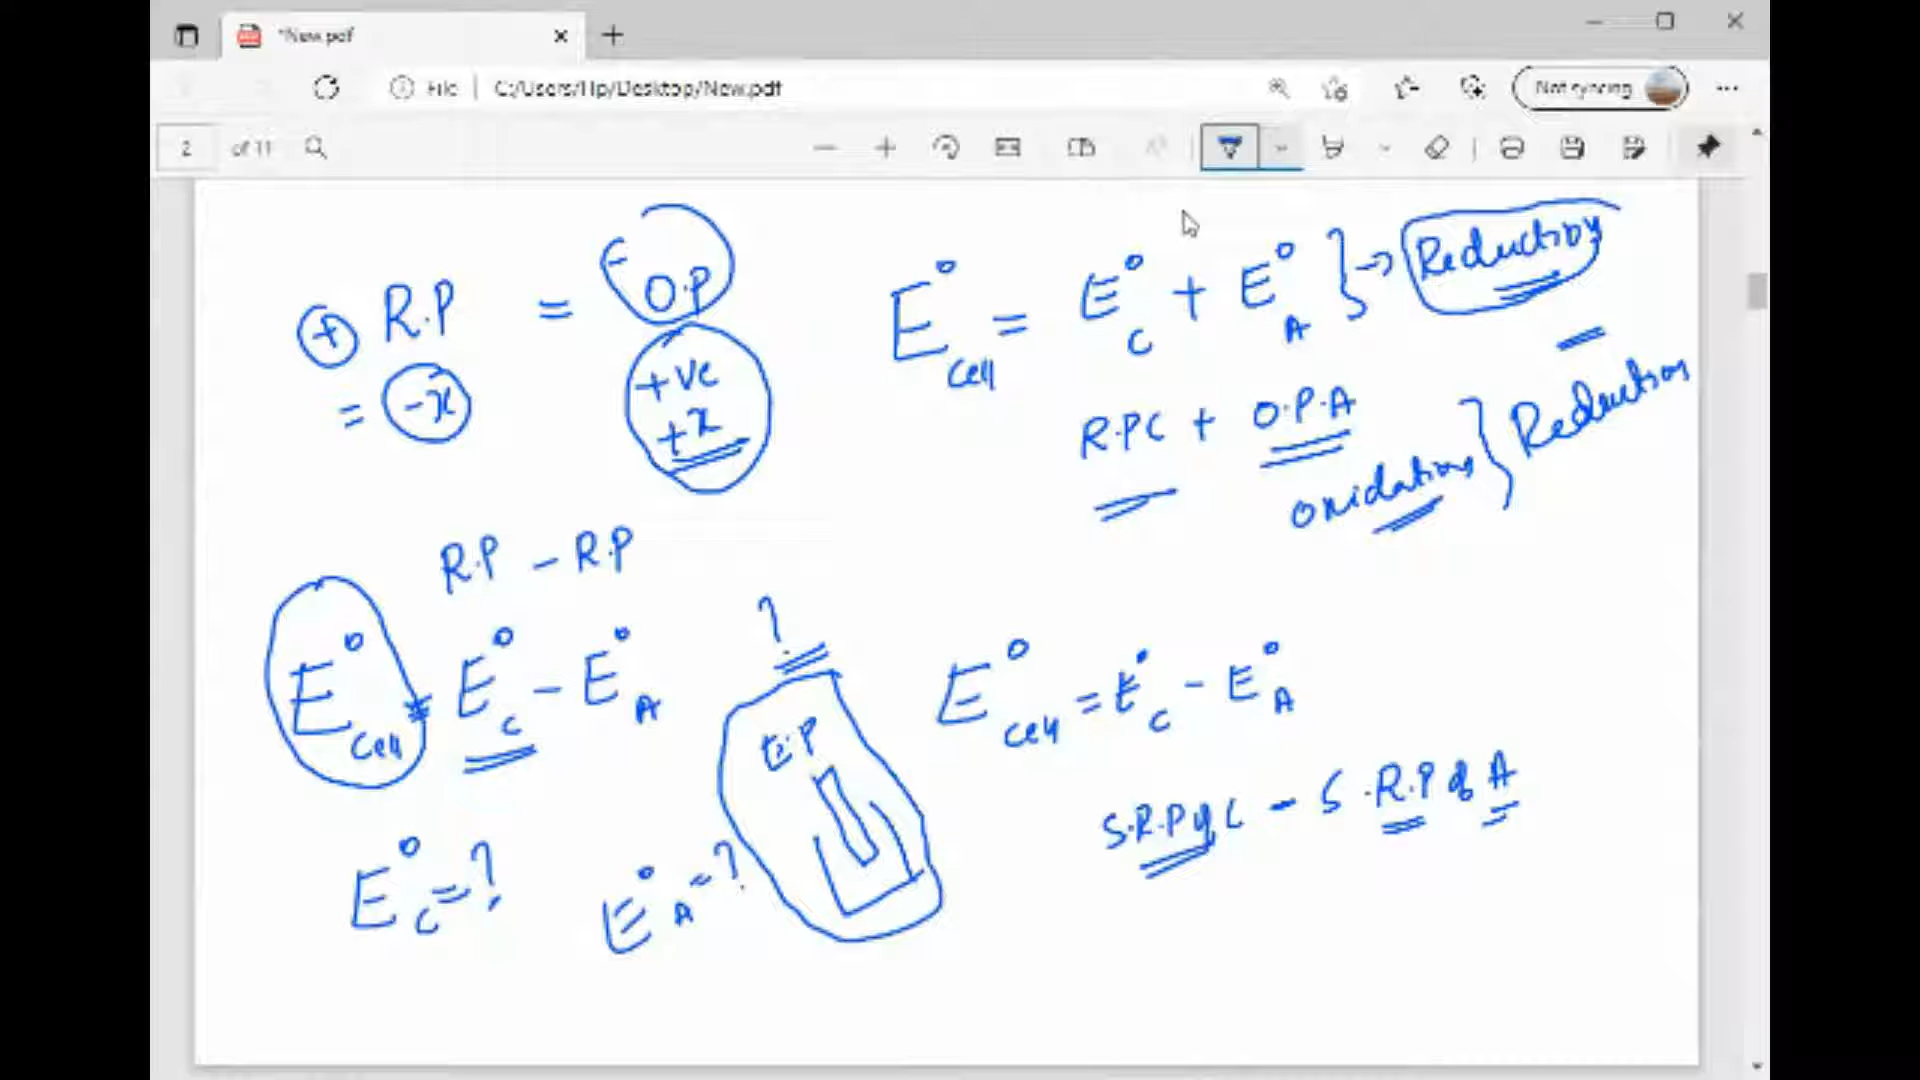 *New.pdf
File | C:/Users/Hp/Desktop/New.pdf
Not syncing
2 of 11
+ R.P = - O.P
= -x
+ve
+x
E° cell = E° C + E° A } → Reduction
R.P C + O.P.A
oxidation } Reduction
R.P - R.P
E° cell = E° C - E° A
?
E.P
E° C = ?
E° A = ?
E° cell = E° C - E° A
S.R.P of C - S.R.P of A